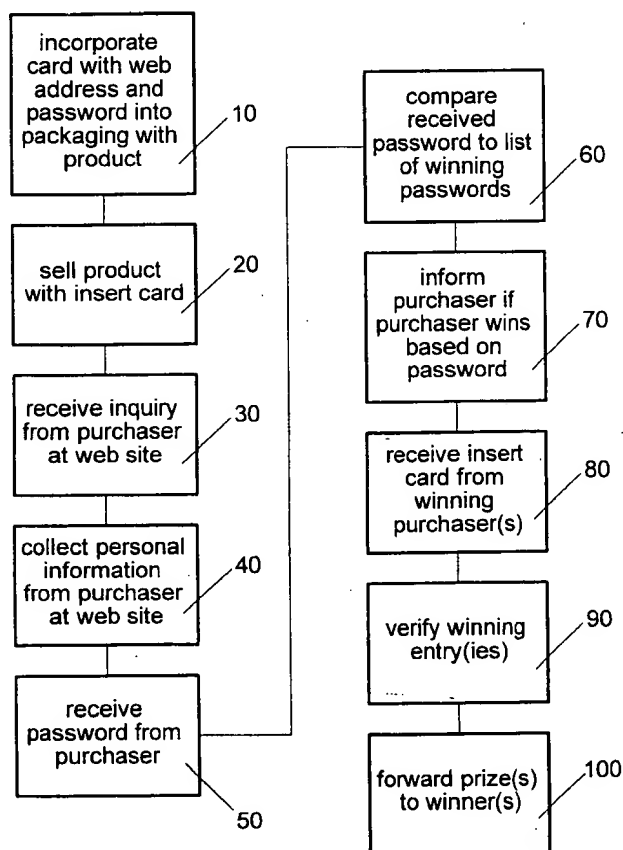 incorporate
card with web
address and
password into
packaging with
product
10
sell product
with insert card
20
receive inquiry
from purchaser
at web site
30
collect personal
information
from purchaser
at web site
40
receive
password from
purchaser
50
compare
received
password to list
of winning
passwords
60
inform
purchaser if
purchaser wins
based on
password
70
receive insert
card from
winning
purchaser(s)
80
verify winning
entry(ies)
90
forward prize(s)
to winner(s)
100